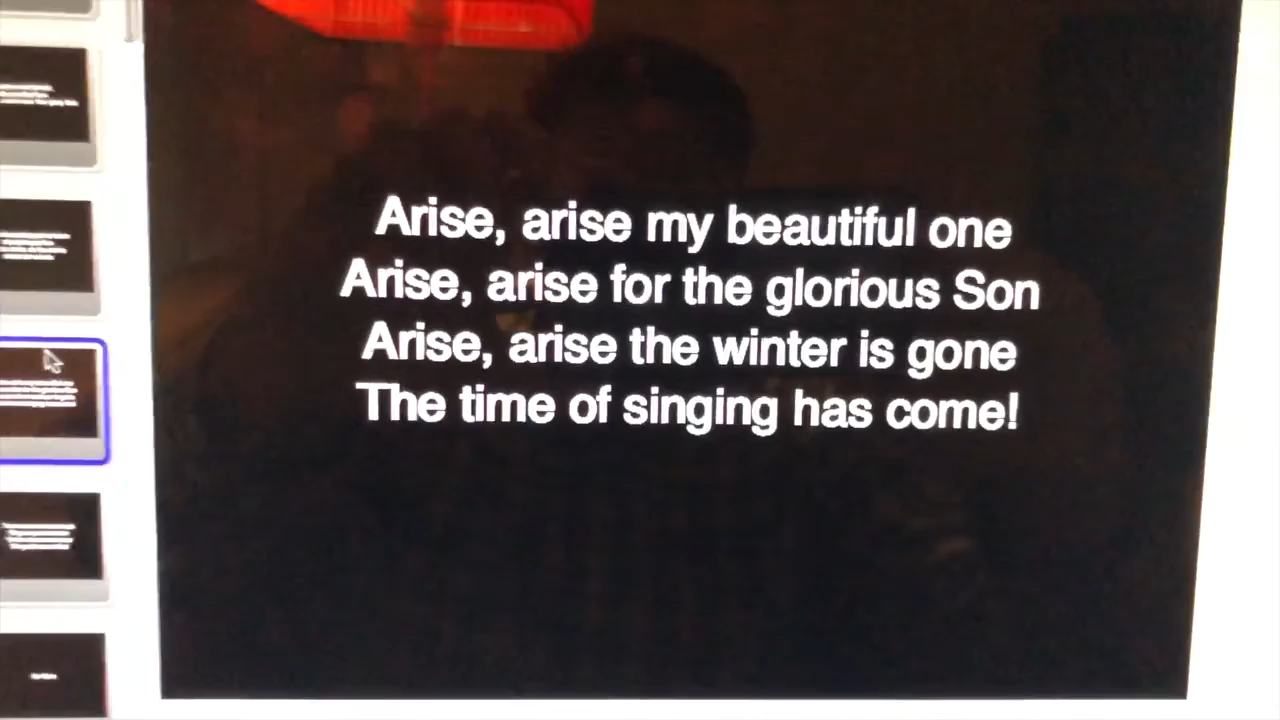 Arise, arise my beautiful one
Arise, arise for the glorious Son
Arise, arise the winter is gone
The time of singing has come!